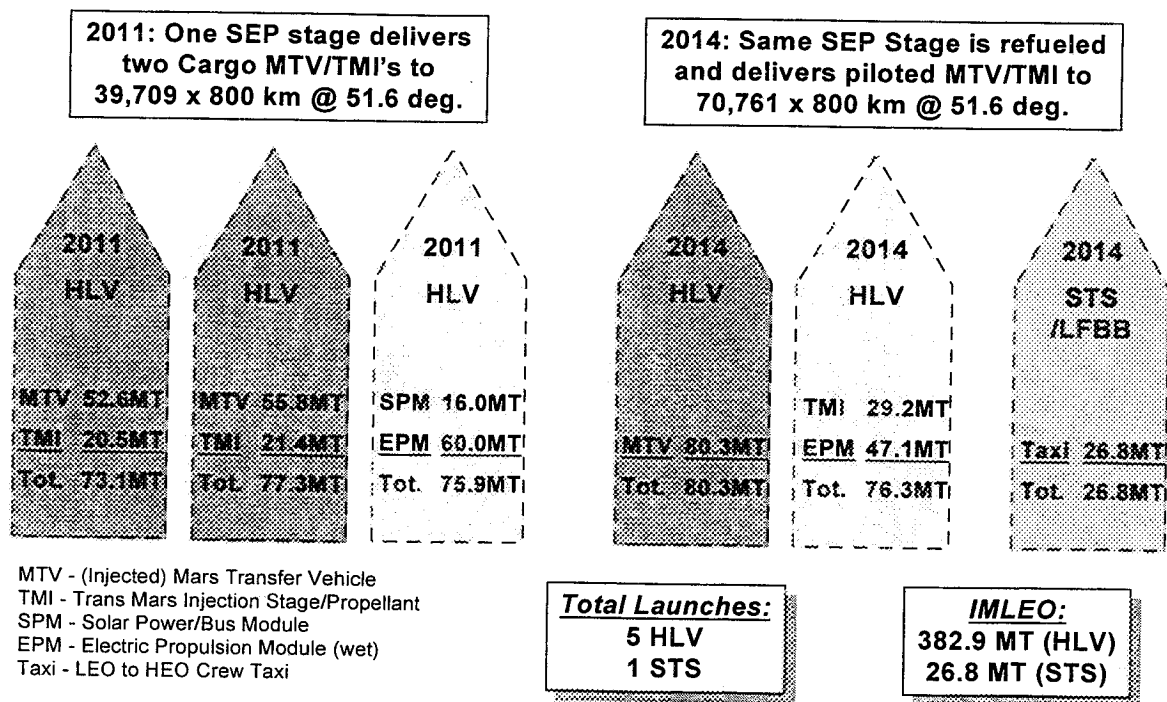 2011: One SEP stage delivers
two Cargo MTV/TMI's to
39,709 x 800 km @ 51.6 deg.
2014: Same SEP Stage is refueled
and delivers piloted MTV/TMI to
70,761 x 800 km @ 51.6 deg.
2011
HLV
MTV 52.6MT
TMI 20.5MT
Tot. 73.1MT
2011
HLV
MTV 55.8MT
TMI 21.4MT
Tot. 77.3MT
2011
HLV
SPM 16.0MT
EPM 60.0MT
Tot. 75.9MT
2014
HLV
MTV 80.3MT
Tot. 80.3MT
2014
HLV
TMI 29.2MT
EPM 47.1MT
Tot. 76.3MT
2014
STS
/LFBB
Taxi 26.8MT
Tot. 26.8MT
MTV - (Injected) Mars Transfer Vehicle
TMI - Trans Mars Injection Stage/Propellant
SPM - Solar Power/Bus Module
EPM - Electric Propulsion Module (wet)
Taxi - LEO to HEO Crew Taxi
Total Launches:
5 HLV
1 STS
IMLEO:
382.9 MT (HLV)
26.8 MT (STS)